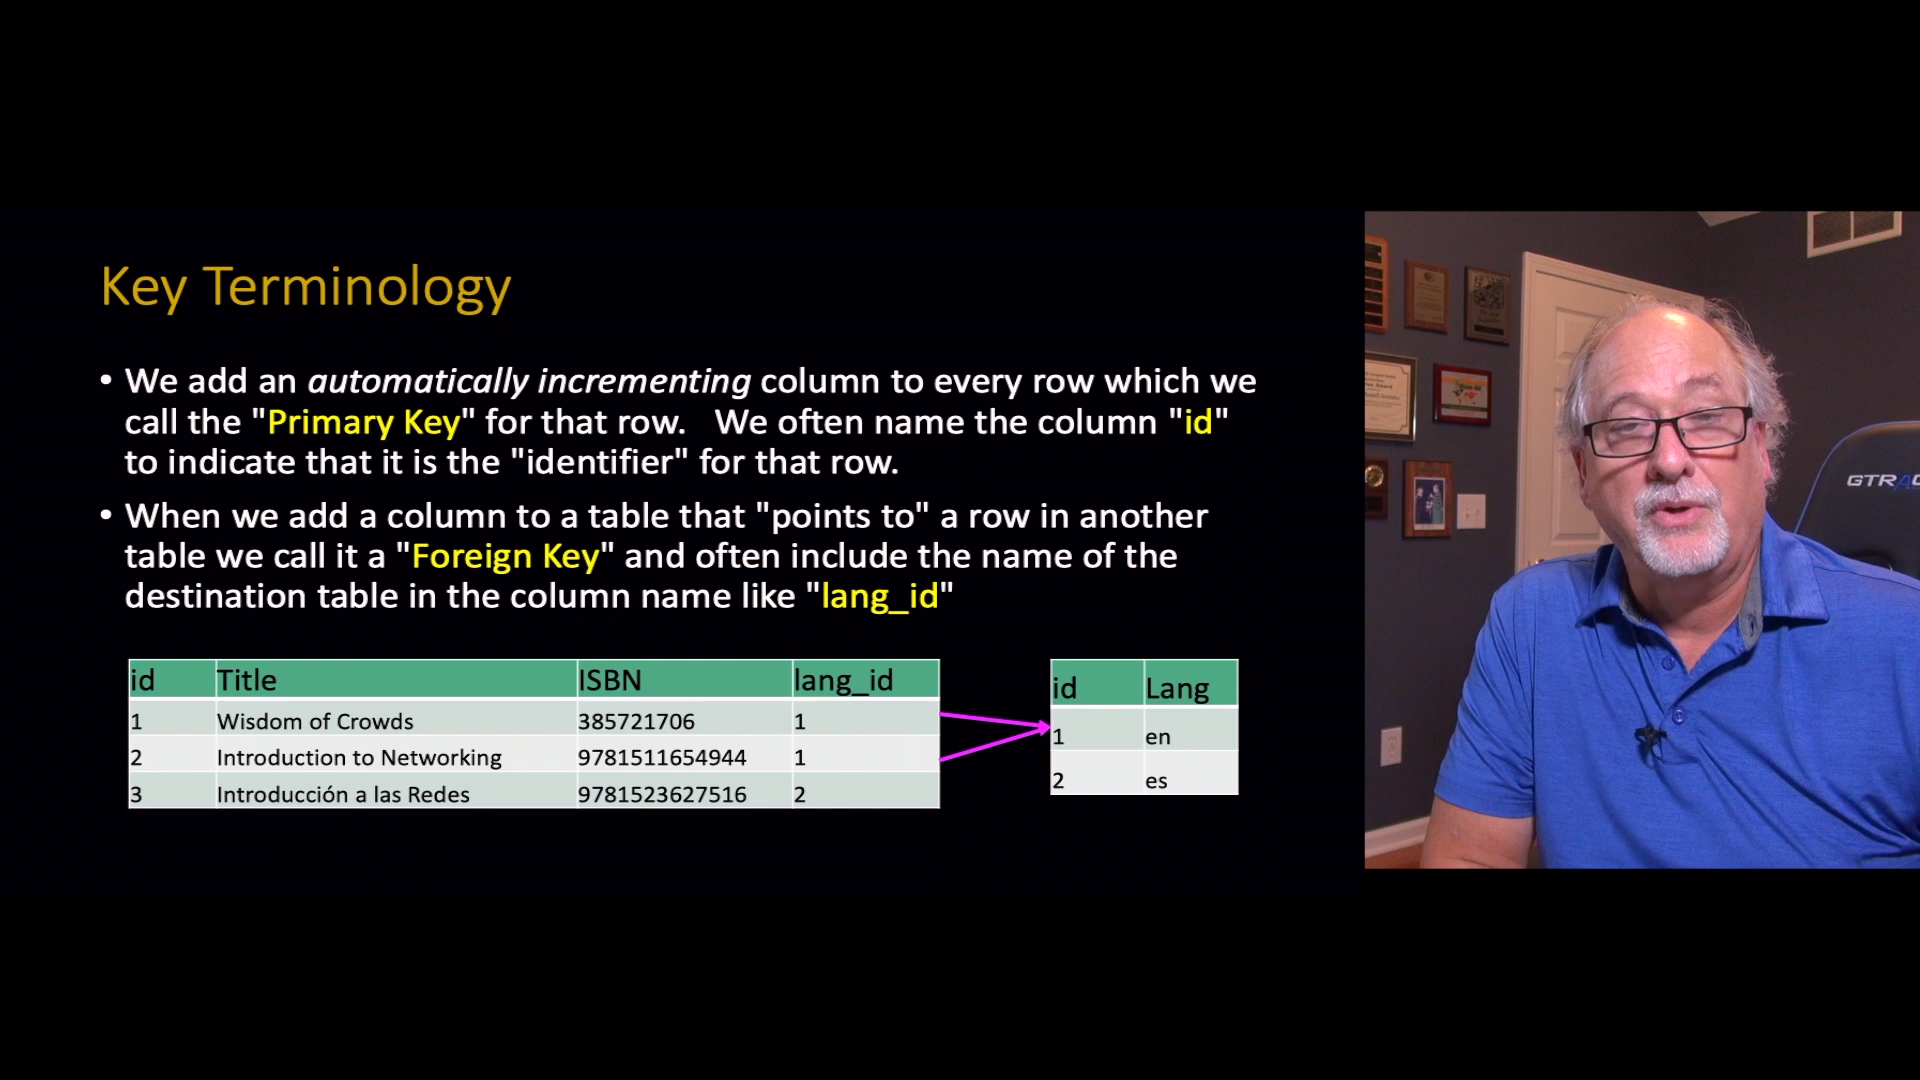 Key Terminology
• We add an automatically incrementing column to every row which we
call the "Primary Key" for that row. We often name the column "id"
to indicate that it is the "identifier" for that row.
• When we add a column to a table that "points to" a row in another
table we call it a "Foreign Key" and often include the name of the
destination table in the column name like "lang_id"
id Title ISBN lang_id
1 Wisdom of Crowds 385721706 1
2 Introduction to Networking 9781511654944 1
3 Introducción a las Redes 9781523627516 2
id Lang
1 en
2 es